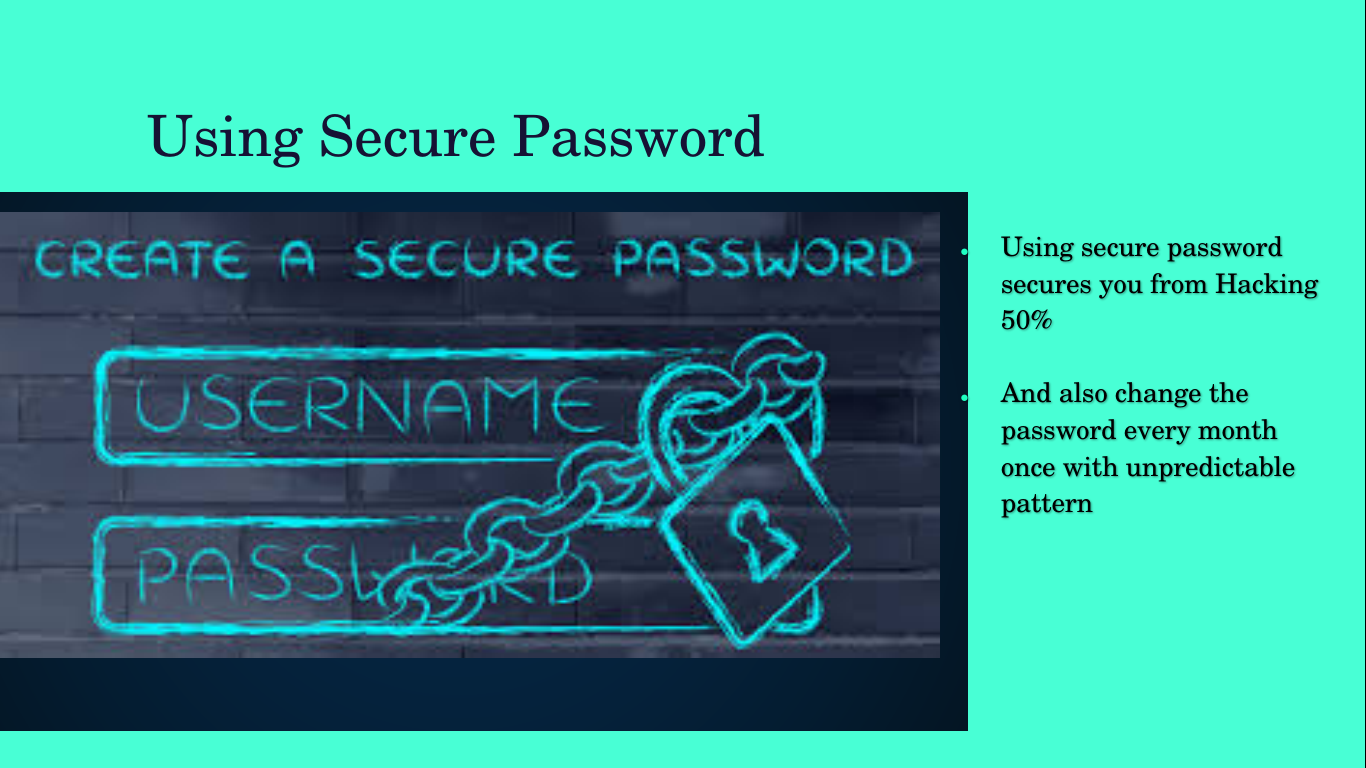 Using Secure Password
CREATE A SECURE PASSWORD
USERNAME
PASSWORD
• Using secure password
secures you from Hacking
50%
• And also change the
password every month
once with unpredictable
pattern